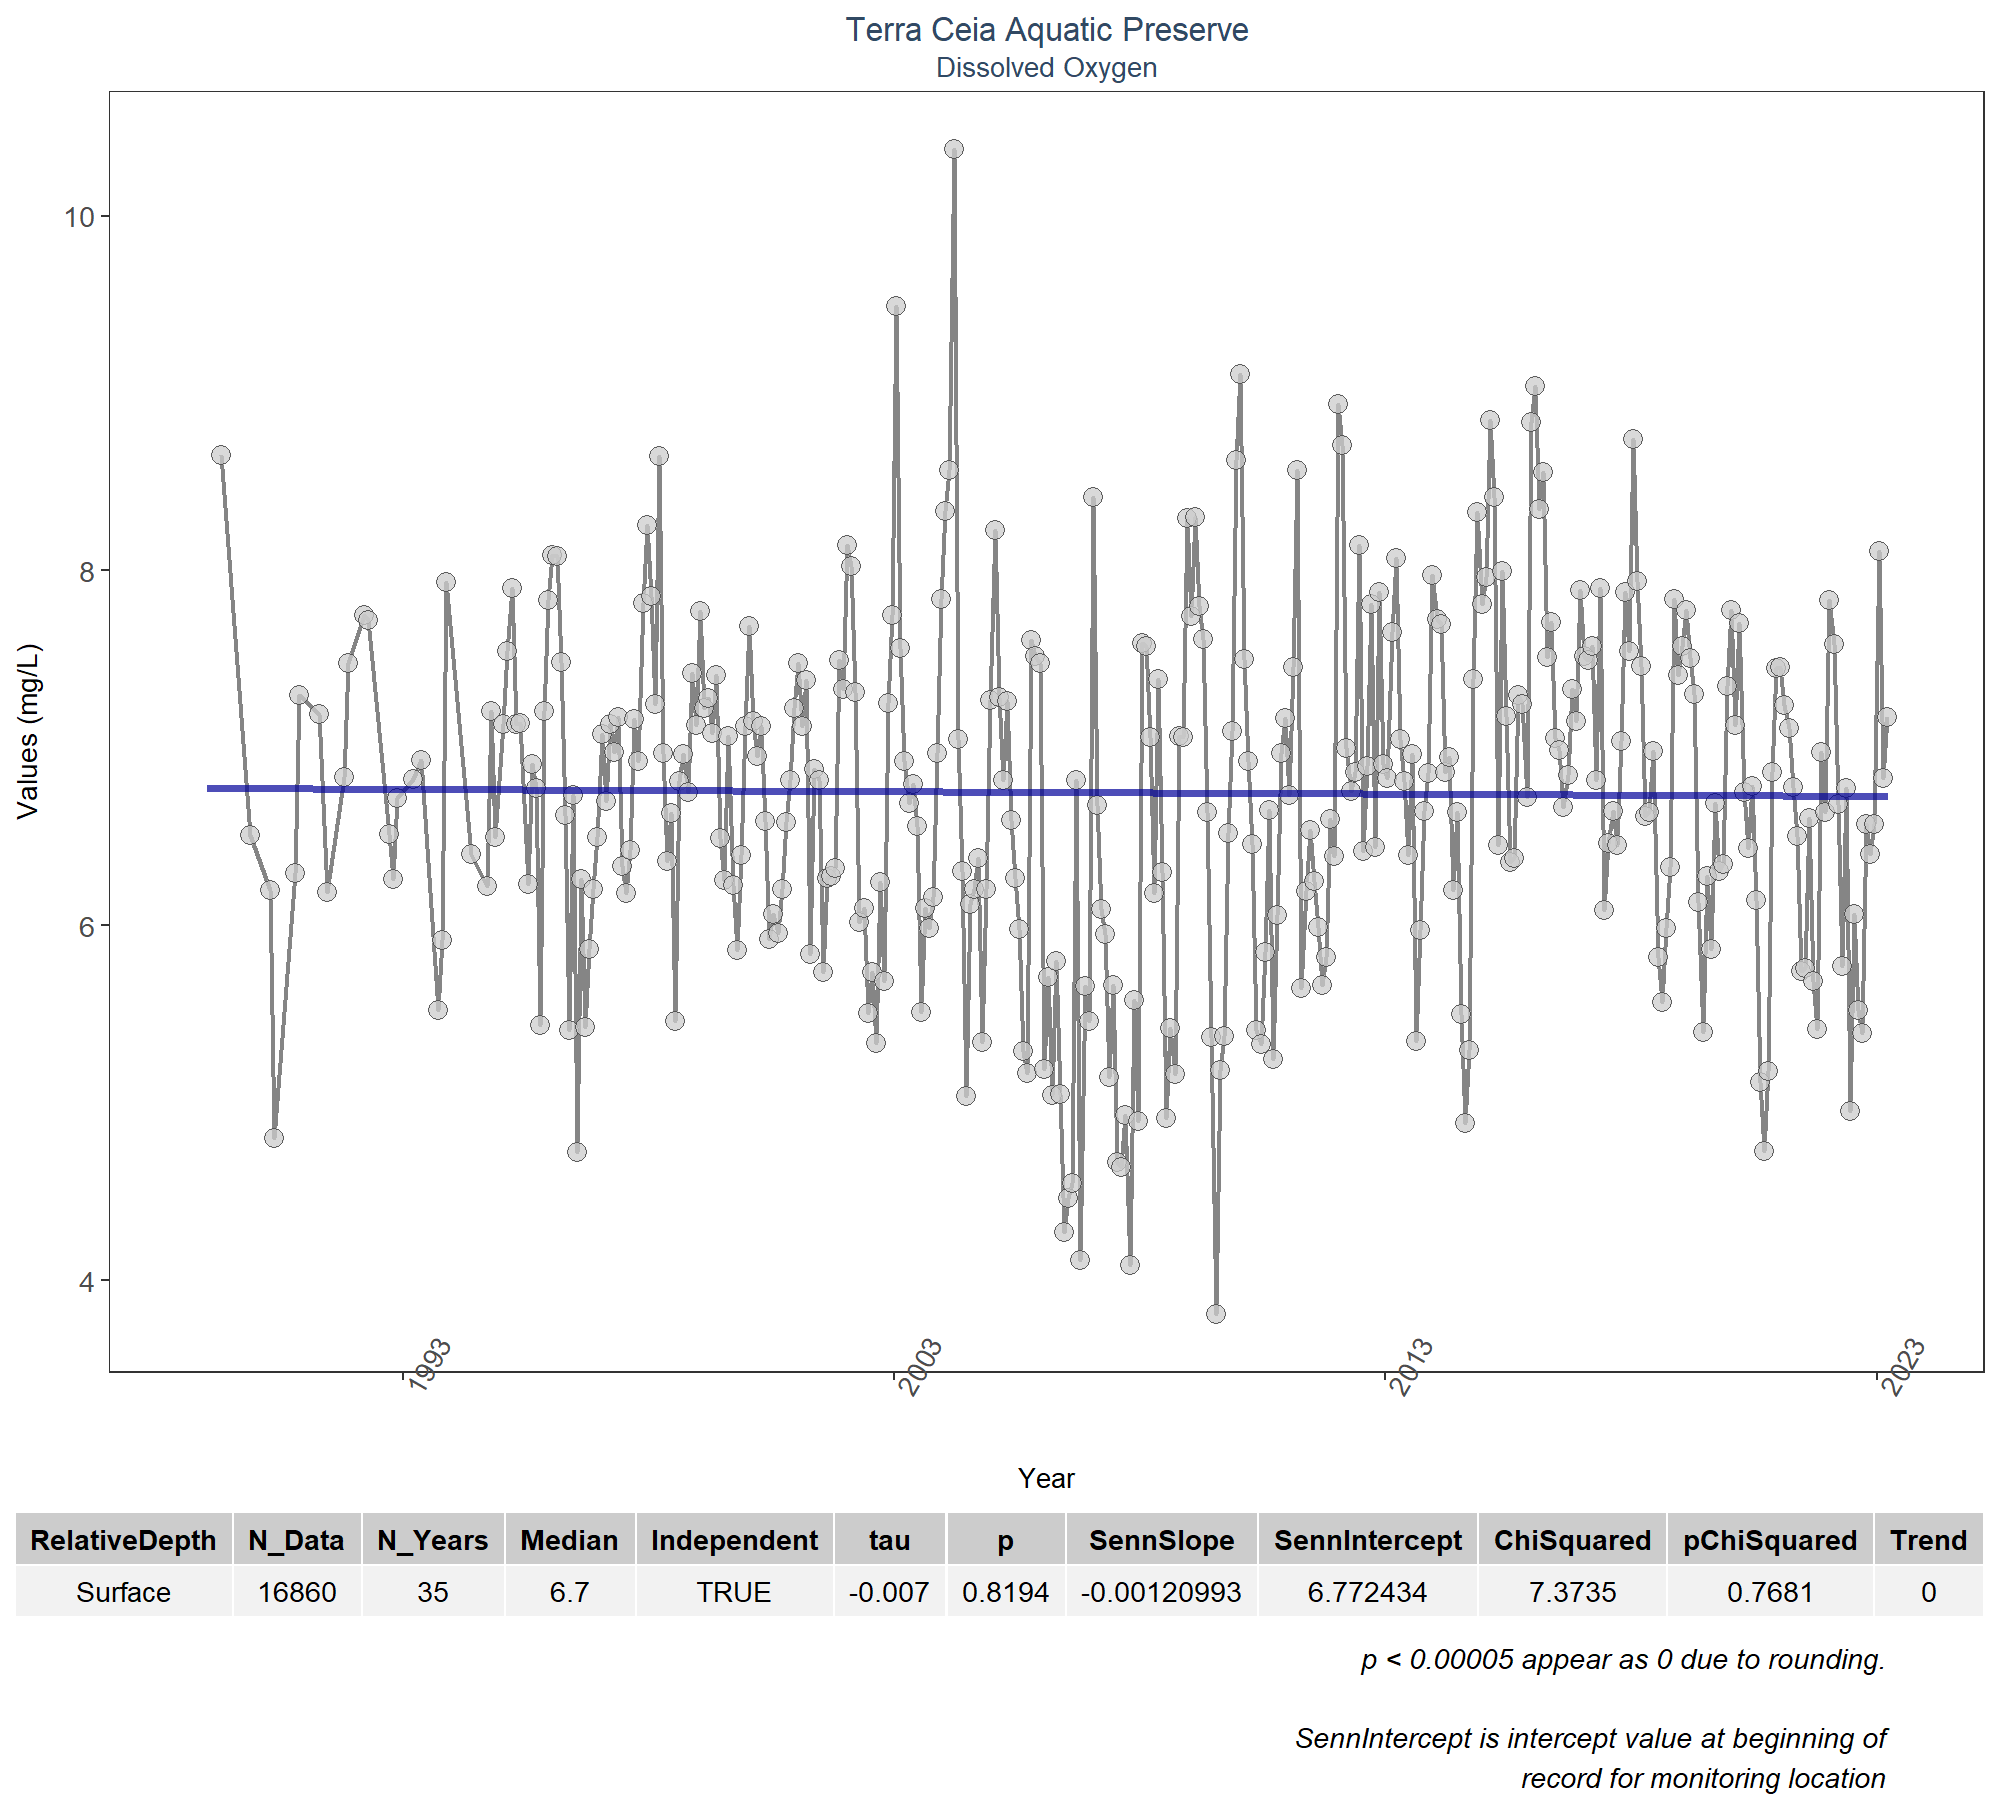 Terra Ceia Aquatic Preserve
Dissolved Oxygen
Values (mg/L)
10
8
6
4
1993
2003
2013
2023
Year
RelativeDepth N_Data N_Years Median Independent tau p SennSlope SennIntercept ChiSquared pChiSquared Trend
Surface 16860 35 6.7 TRUE -0.007 0.8194 -0.00120993 6.772434 7.3735 0.7681 0
p < 0.00005 appear as 0 due to rounding.
SennIntercept is intercept value at beginning of
record for monitoring location